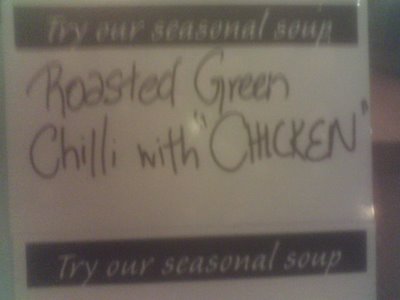 Try our seasonal soup
Roasted Green
Chilli with "CHICKEN"
Try our seasonal soup